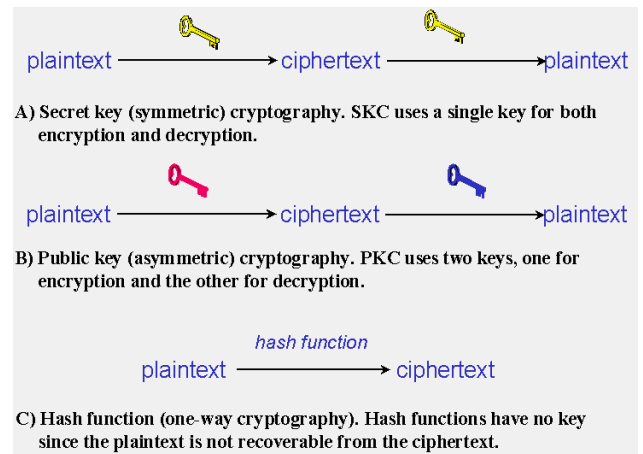 plaintext ciphertext plaintext
A) Secret key (symmetric) cryptography. SKC uses a single key for both
encryption and decryption.
plaintext ciphertext plaintext
B) Public key (asymmetric) cryptography. PKC uses two keys, one for
encryption and the other for decryption.
hash function
plaintext ciphertext
C) Hash function (one-way cryptography). Hash functions have no key
since the plaintext is not recoverable from the ciphertext.